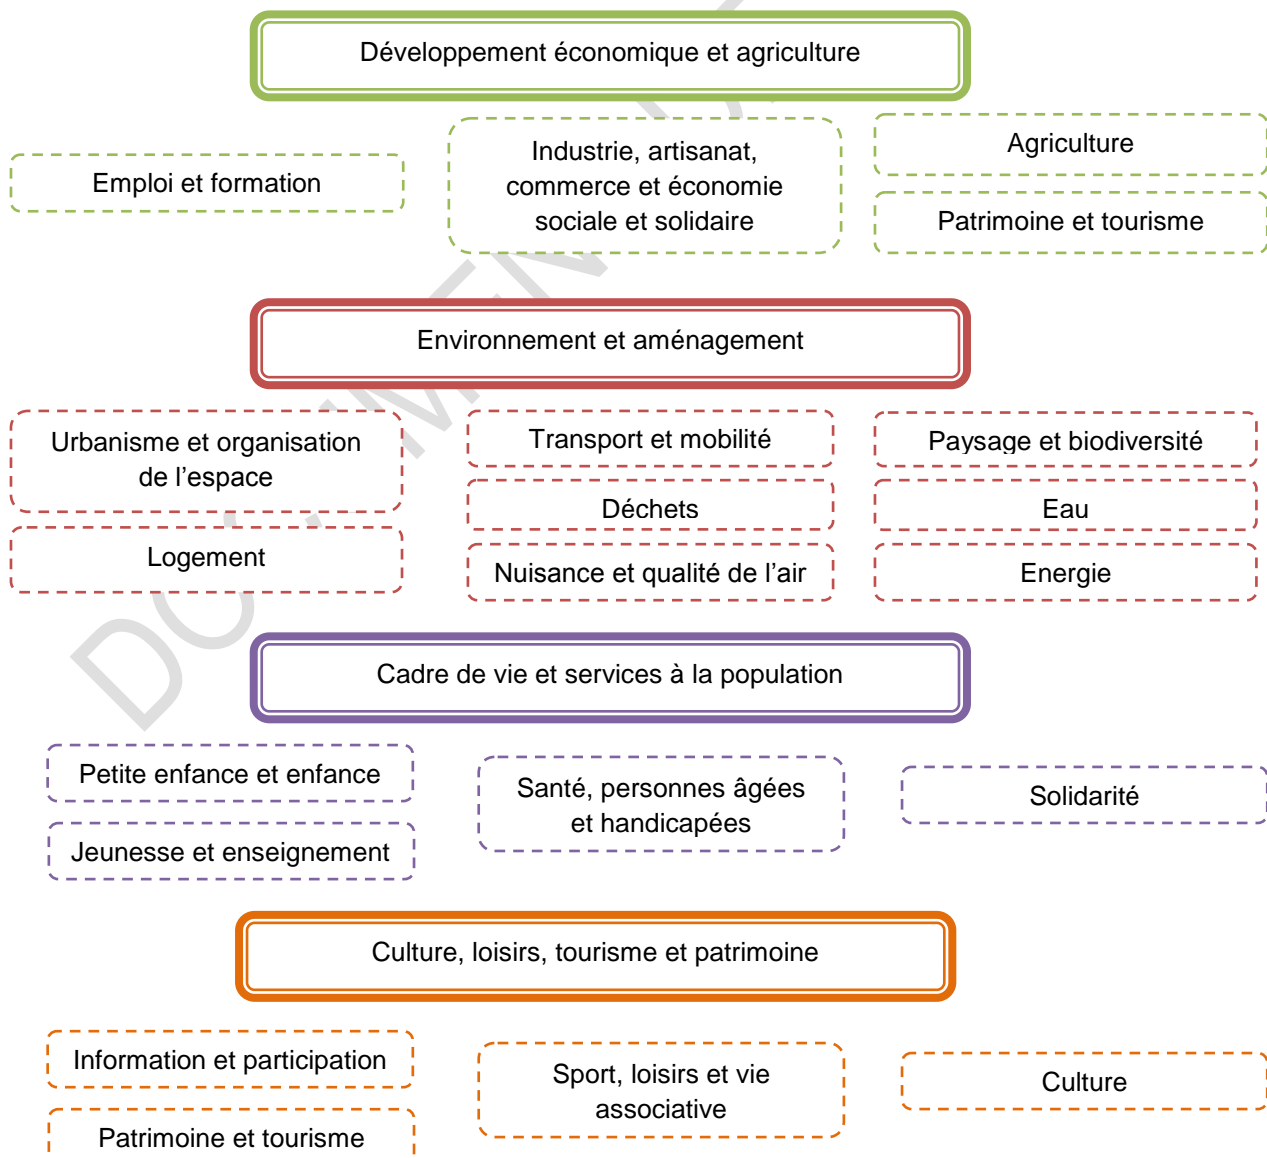 Développement économique et agriculture
Emploi et formation
Industrie, artisanat,
commerce et économie
sociale et solidaire
Agriculture
Patrimoine et tourisme
Environnement et aménagement
Urbanisme et organisation
de l’espace
Logement
Transport et mobilité
Déchets
Nuisance et qualité de l’air
Paysage et biodiversité
Eau
Energie
Cadre de vie et services à la population
Petite enfance et enfance
Jeunesse et enseignement
Santé, personnes âgées
et handicapées
Solidarité
Culture, loisirs, tourisme et patrimoine
Information et participation
Patrimoine et tourisme
Sport, loisirs et vie
associative
Culture